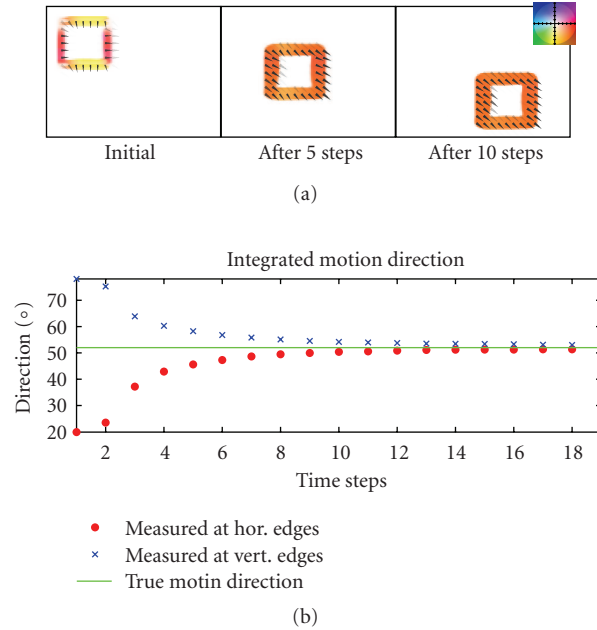 Initial
After 5 steps
After 10 steps
(a)
Integrated motion direction
Direction (○)
70
60
50
40
30
20
2
4
6
8
10
12
14
16
18
Time steps
Measured at hor. edges
Measured at vert. edges
True motin direction
(b)